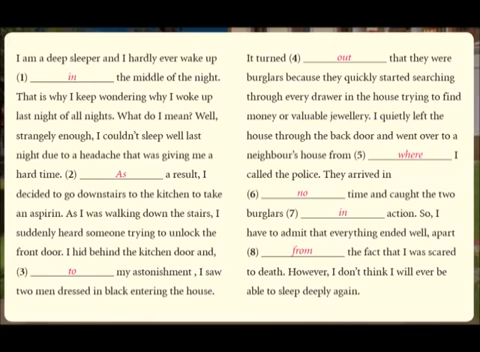 I am a deep sleeper and I hardly ever wake up
(1) in the middle of the night.
That is why I keep wondering why I woke up
last night of all nights. What do I mean? Well,
strangely enough, I couldn't sleep well last
night due to a headache that was giving me a
hard time. (2) As a result, I
decided to go downstairs to the kitchen to take
an aspirin. As I was walking down the stairs, I
suddenly heard someone trying to unlock the
front door. I hid behind the kitchen door and,
(3) to my astonishment , I saw
two men dressed in black entering the house.
It turned (4) out that they were
burglars because they quickly started searching
through every drawer in the house trying to find
money or valuable jewellery. I quietly left the
house through the back door and went over to a
neighbour's house from (5) where I
called the police. They arrived in
(6) no time and caught the two
burglars (7) in action. So, I
have to admit that everything ended well, apart
(8) from the fact that I was scared
to death. However, I don't think I will ever be
able to sleep deeply again.